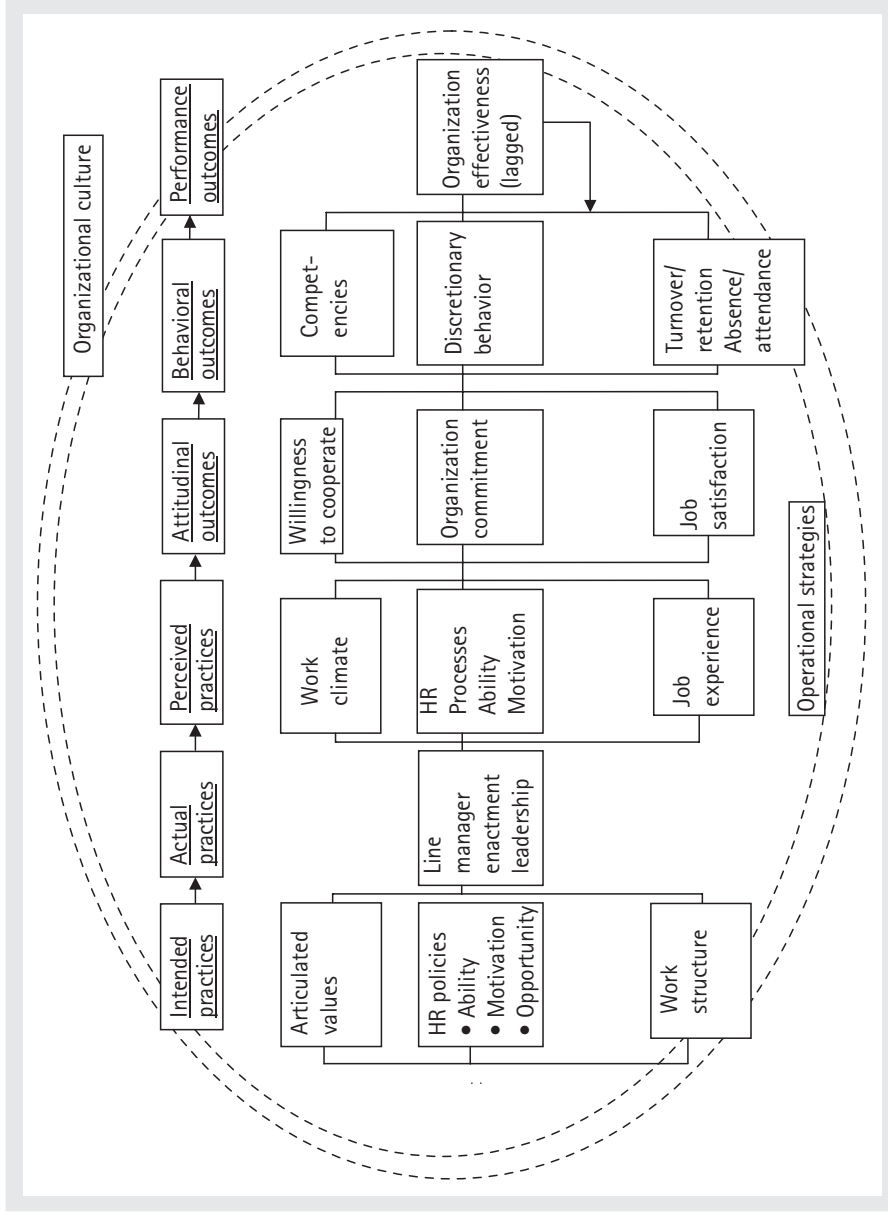 Organizational culture
Intended
practices
Actual
practices
Perceived
practices
Attitudinal
outcomes
Behavioral
outcomes
Performance
outcomes
Articulated
values
HR policies
• Ability
• Motivation
• Opportunity
Work
structure
Line
manager
enactment
leadership
Work
climate
HR
Processes
Ability
Motivation
Job
experience
Willingness
to cooperate
Organization
commitment
Job
satisfaction
Compet-
encies
Discretionary
behavior
Turnover/
retention
Absence/
attendance
Organization
effectiveness
(lagged)
Operational strategies